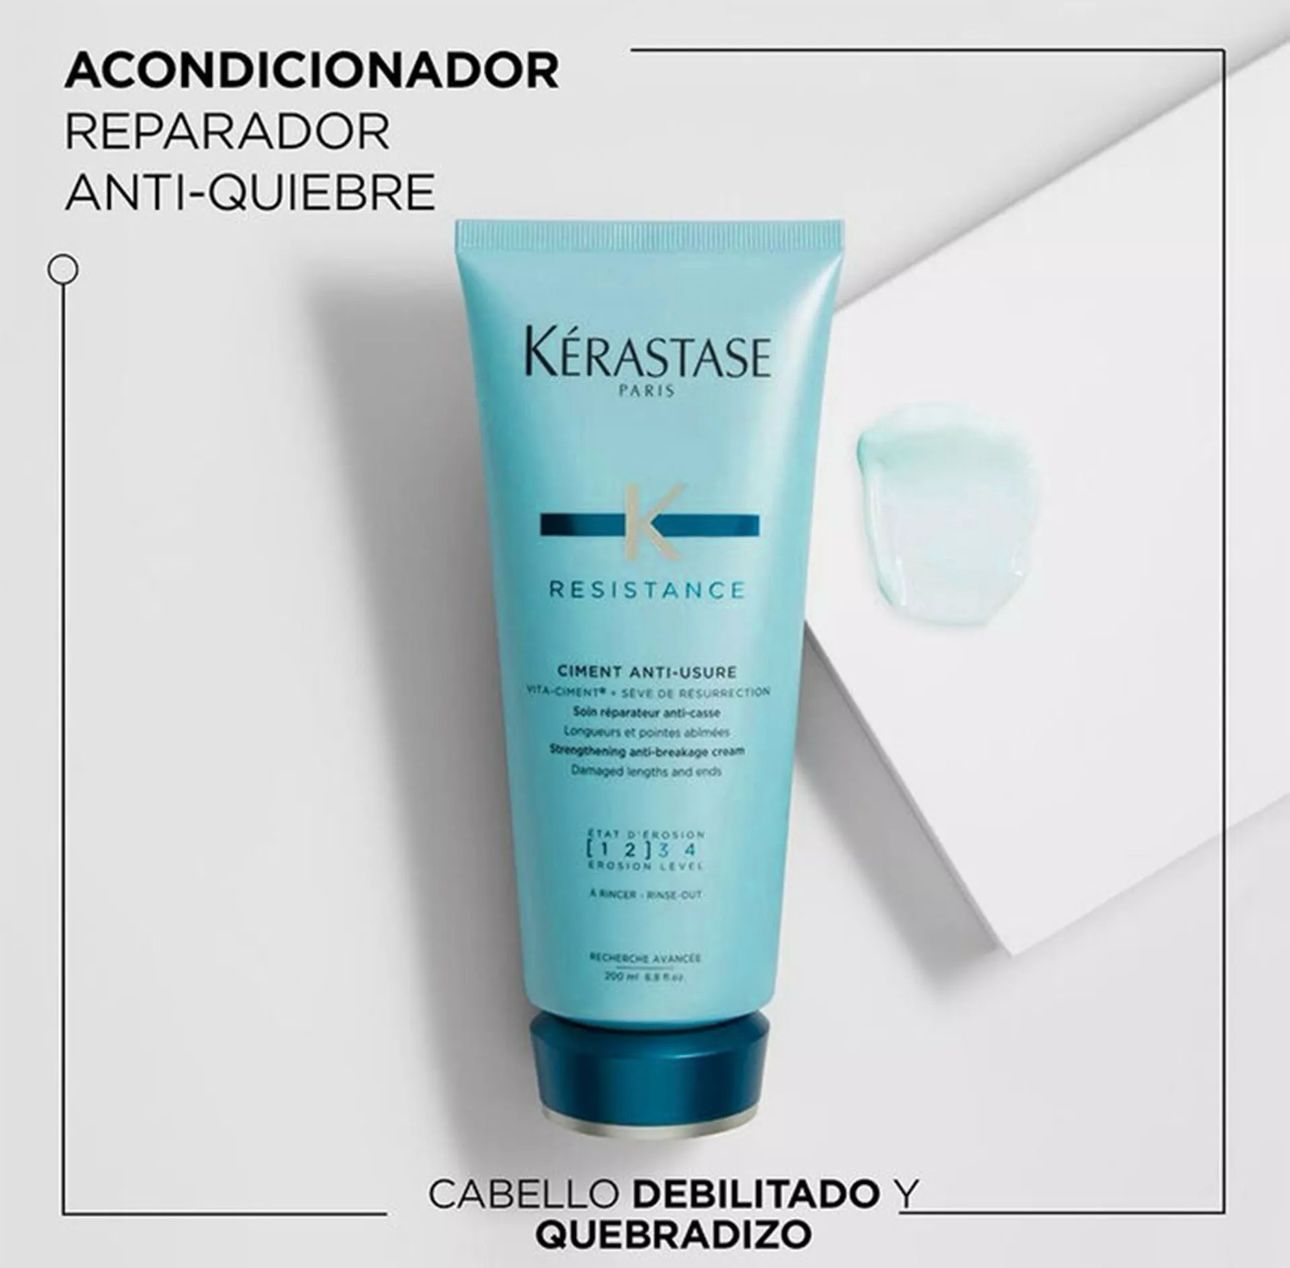 ACONDICIONADOR
REPARADOR
ANTI-QUIEBRE
KÉRASTASE
PARIS
K
RESISTANCE
CIMENT ANTI-USURE
VITA-CIMENT® + SÈVE DE RÉSURRECTION
Soin réparateur anti-casse
Longueurs et pointes abîmées
Strengthening anti-breakage cream
Damaged lengths and ends
ÉTAT D'ÉROSION
[1 2]3 4
EROSION LEVEL
À RINCER - RINSE-OUT
RECHERCHE AVANCÉE
200 ml 6.8 fl.oz.
CABELLO DEBILITADO Y
QUEBRADIZO